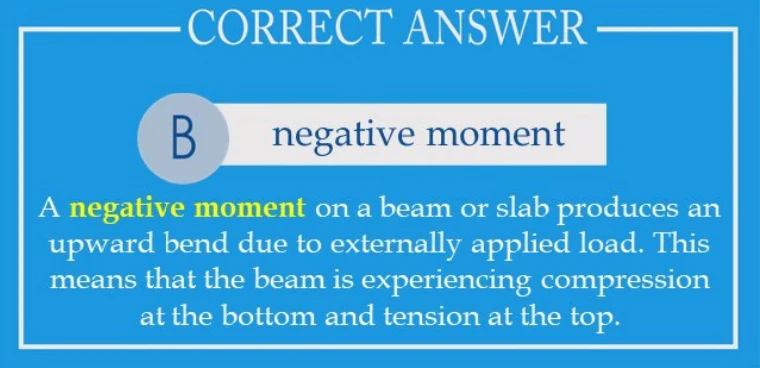 CORRECT ANSWER
B
negative moment
A negative moment on a beam or slab produces an
upward bend due to externally applied load. This
means that the beam is experiencing compression
at the bottom and tension at the top.